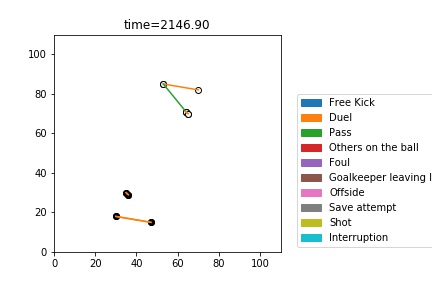 time=2146.90
100
80
60
40
20
0
0 20 40 60 80 100
Free Kick
Duel
Pass
Others on the ball
Foul
Goalkeeper leaving l
Offside
Save attempt
Shot
Interruption